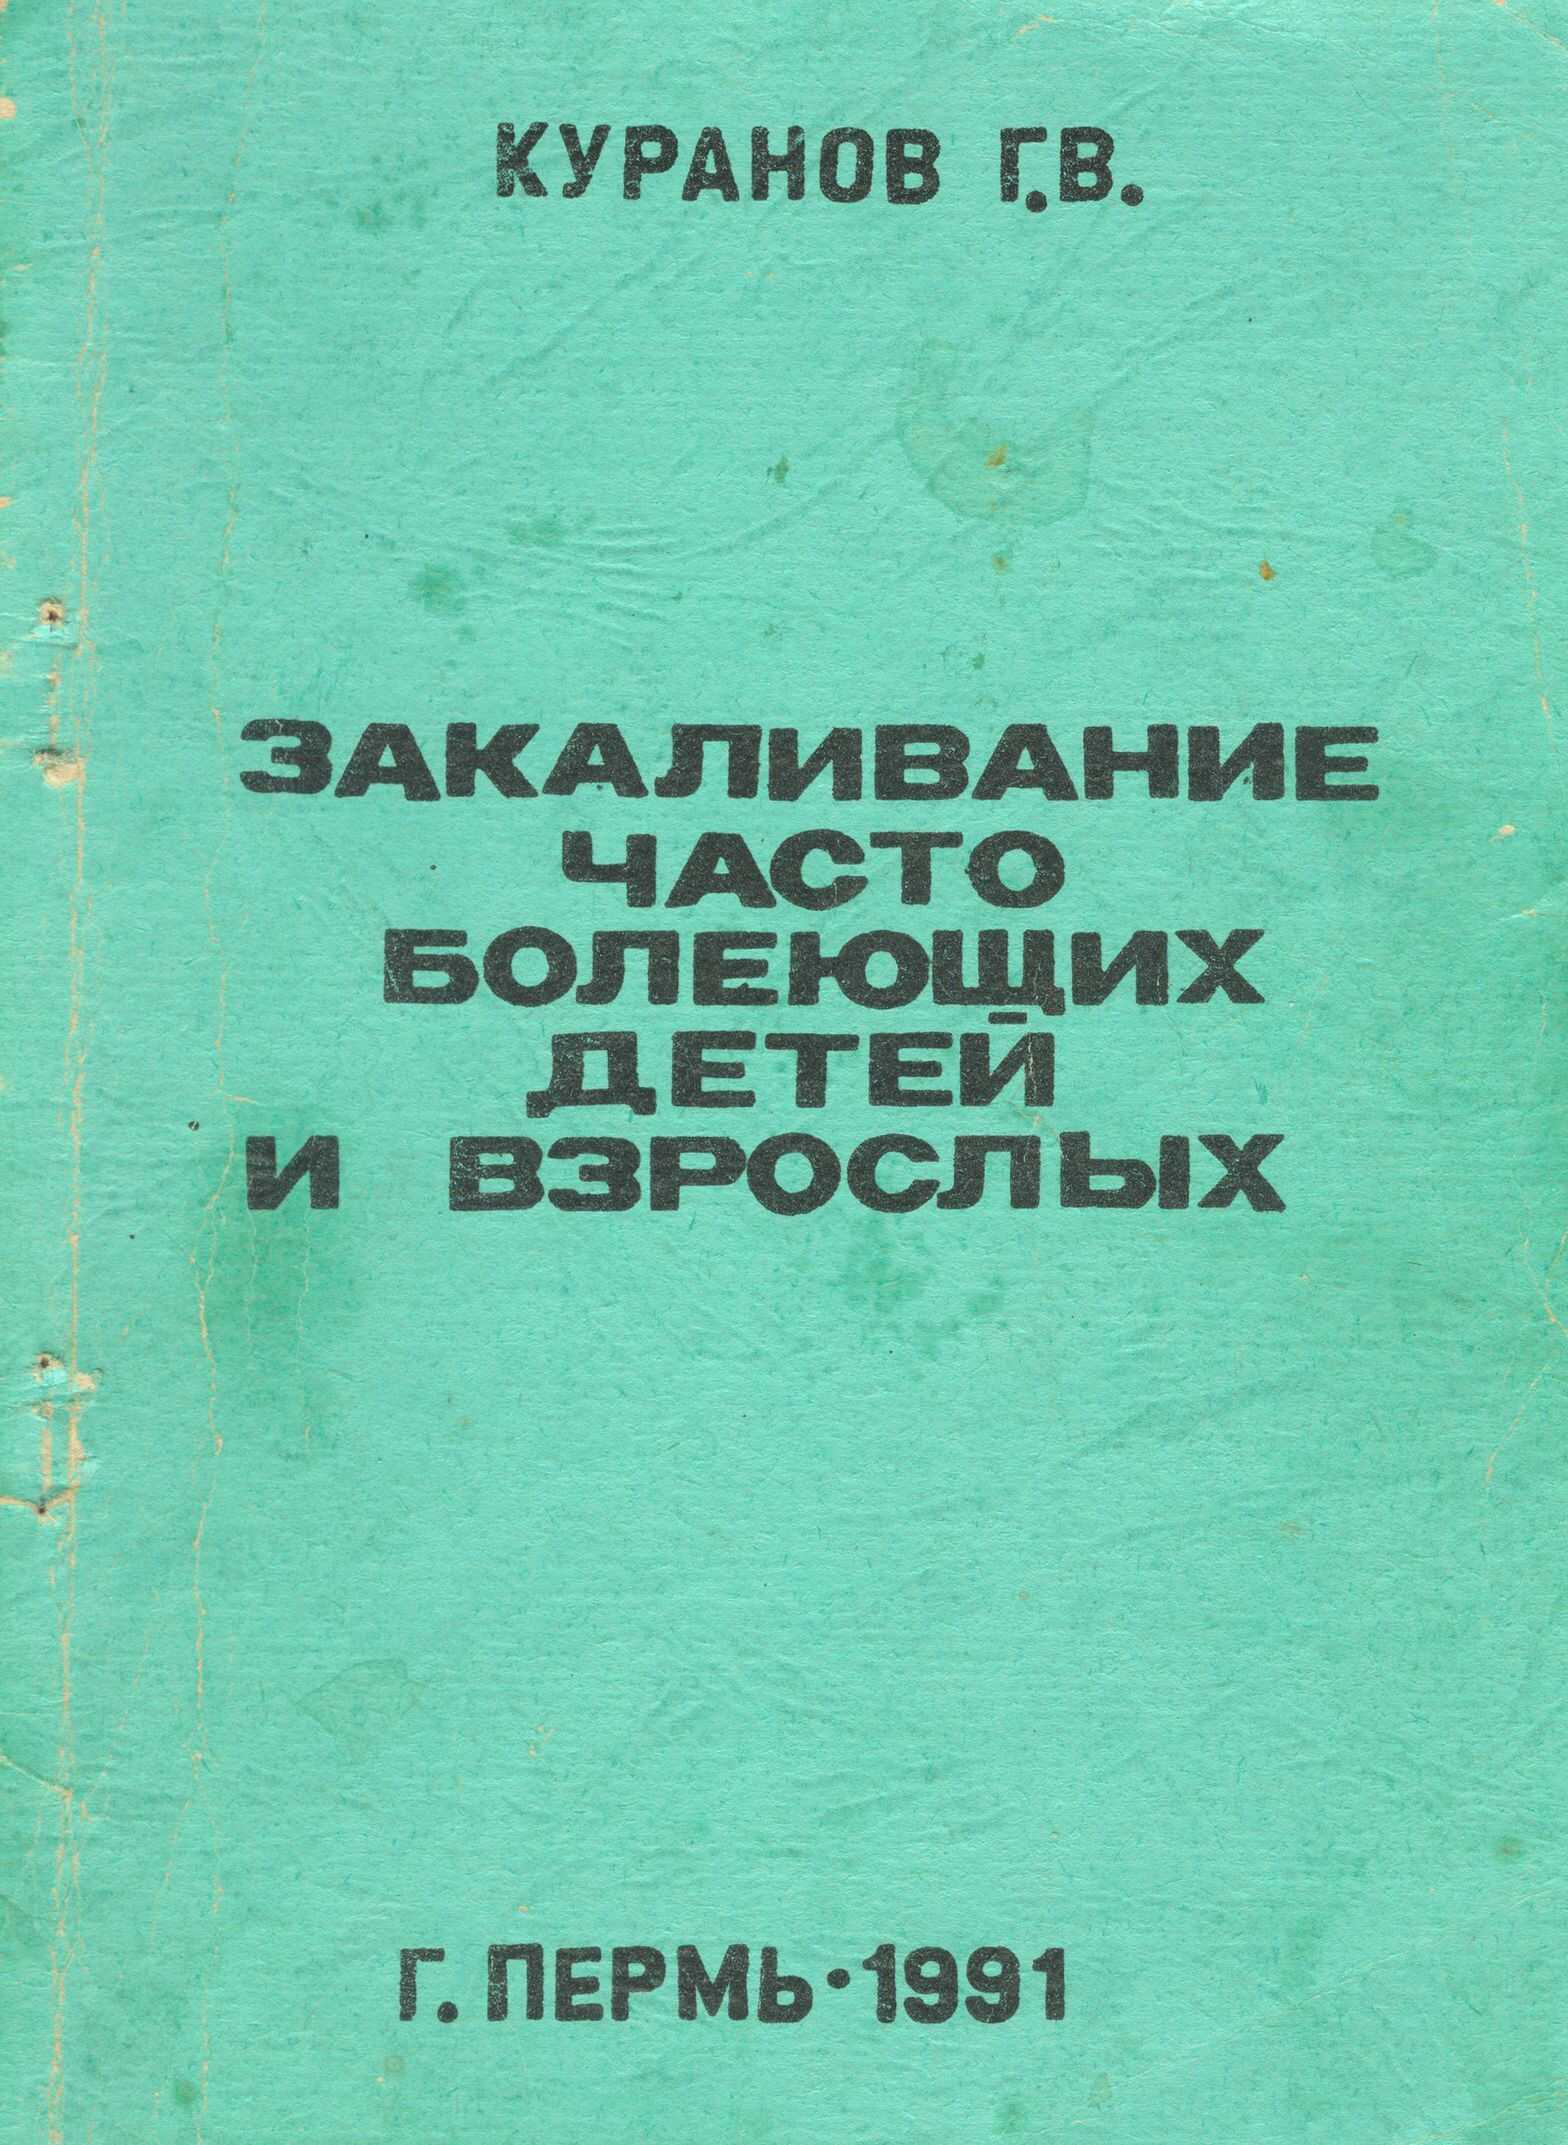 КУРАНОВ Г.В.
ЗАКАЛИВАНИЕ
ЧАСТО
БОЛЕЮЩИХ
ДЕТЕЙ
И ВЗРОСЛЫХ
Г. ПЕРМЬ·1991